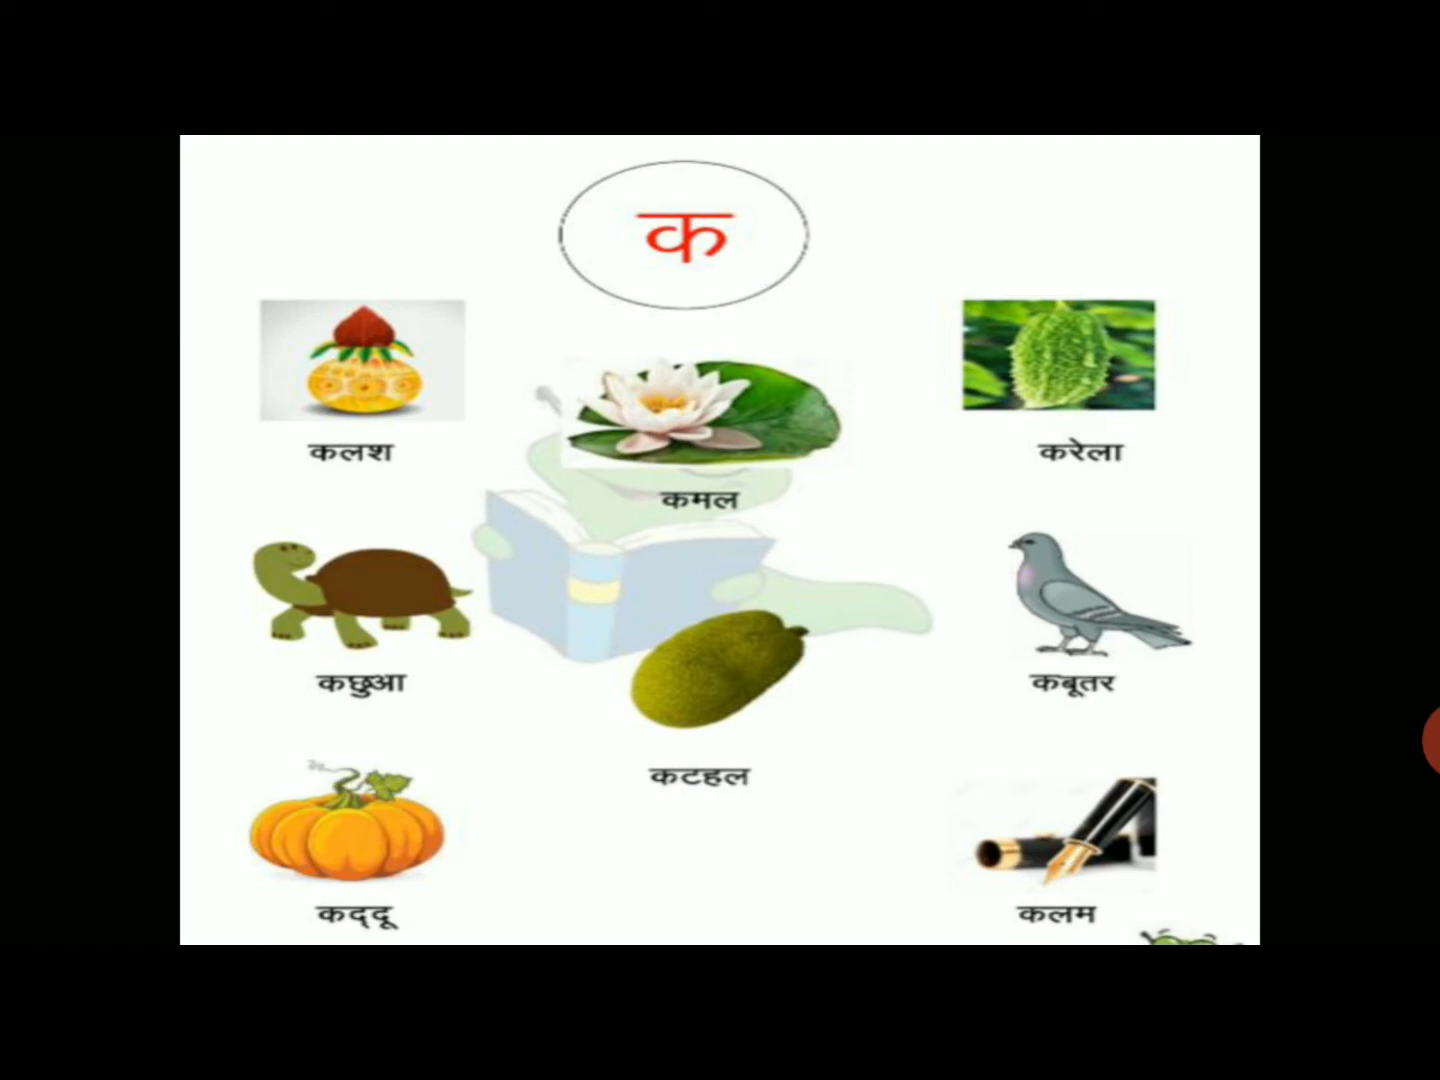 क
कलश
कमल
करेला
कछुआ
कबूतर
कटहल
कद्‌दू
कलम